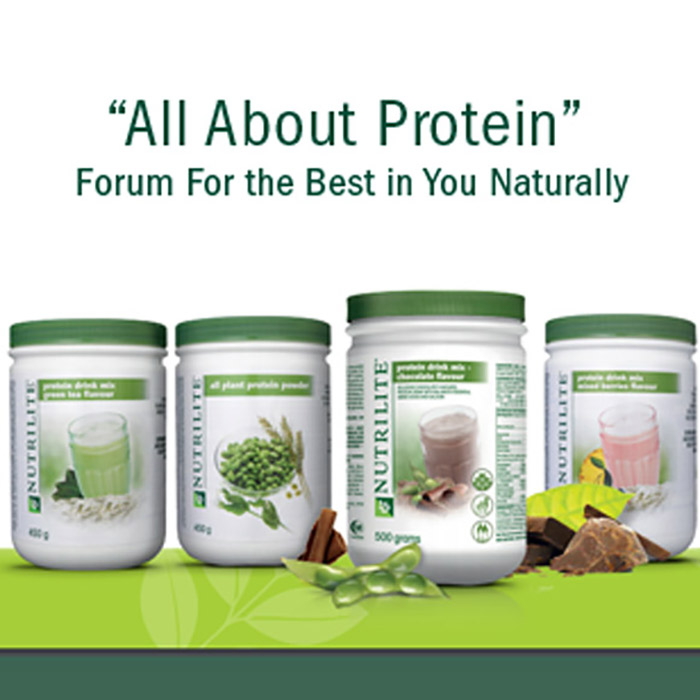 “All About Protein”
Forum For the Best in You Naturally
protein drink mix
green tea flavour
NUTRILITE
450 g
all plant protein powder
NUTRILITE
450 g
protein drink mix -
chocolate flavour
NUTRILITE
500 grams
protein drink mix
mixed berries flavour
NUTRILITE